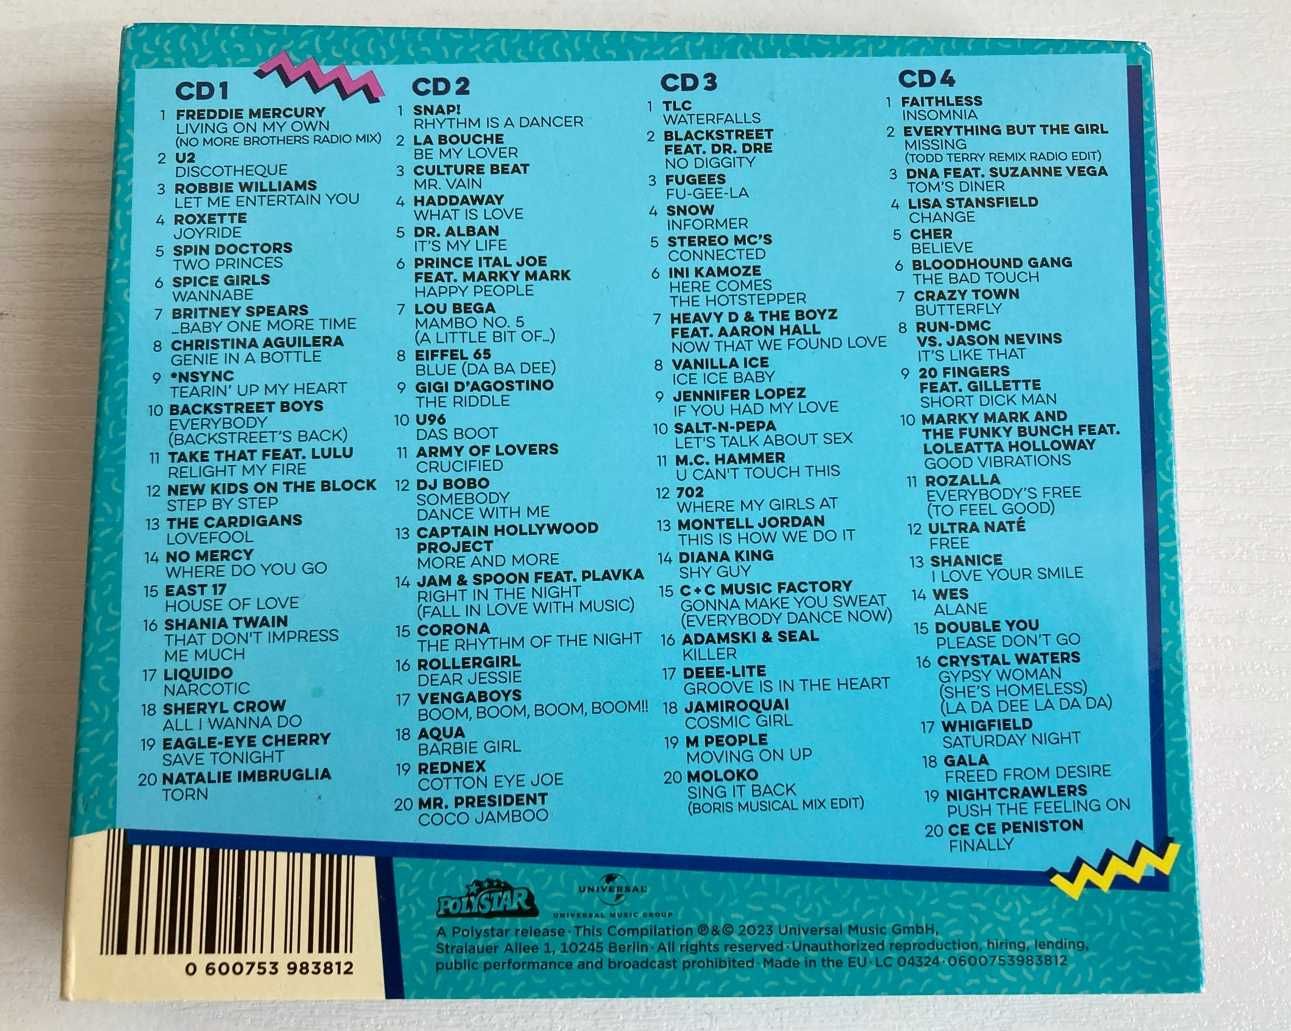 CD 1
1 FREDDIE MERCURY
LIVING ON MY OWN
(NO MORE BROTHERS RADIO MIX)
2 U2
DISCOTHEQUE
3 ROBBIE WILLIAMS
LET ME ENTERTAIN YOU
4 ROXETTE
JOYRIDE
5 SPIN DOCTORS
TWO PRINCES
6 SPICE GIRLS
WANNABE
7 BRITNEY SPEARS
...BABY ONE MORE TIME
8 CHRISTINA AGUILERA
GENIE IN A BOTTLE
9 *NSYNC
TEARIN' UP MY HEART
10 BACKSTREET BOYS
EVERYBODY
(BACKSTREET'S BACK)
11 TAKE THAT FEAT. LULU
RELIGHT MY FIRE
12 NEW KIDS ON THE BLOCK
STEP BY STEP
13 THE CARDIGANS
LOVEFOOL
14 NO MERCY
WHERE DO YOU GO
15 EAST 17
HOUSE OF LOVE
16 SHANIA TWAIN
THAT DON'T IMPRESS
ME MUCH
17 LIQUIDO
NARCOTIC
18 SHERYL CROW
ALL I WANNA DO
19 EAGLE-EYE CHERRY
SAVE TONIGHT
20 NATALIE IMBRUGLIA
TORN
CD 2
1 SNAP!
RHYTHM IS A DANCER
2 LA BOUCHE
BE MY LOVER
3 CULTURE BEAT
MR. VAIN
4 HADDAWAY
WHAT IS LOVE
5 DR. ALBAN
IT'S MY LIFE
6 PRINCE ITAL JOE
FEAT. MARKY MARK
HAPPY PEOPLE
7 LOU BEGA
MAMBO NO. 5
(A LITTLE BIT OF...)
8 EIFFEL 65
BLUE (DA BA DEE)
9 GIGI D'AGOSTINO
THE RIDDLE
10 U96
DAS BOOT
11 ARMY OF LOVERS
CRUCIFIED
12 DJ BOBO
SOMEBODY
DANCE WITH ME
13 CAPTAIN HOLLYWOOD
PROJECT
MORE AND MORE
14 JAM & SPOON FEAT. PLAVKA
RIGHT IN THE NIGHT
(FALL IN LOVE WITH MUSIC)
15 CORONA
THE RHYTHM OF THE NIGHT
16 ROLLERGIRL
DEAR JESSIE
17 VENGABOYS
BOOM, BOOM, BOOM, BOOM!!
18 AQUA
BARBIE GIRL
19 REDNEX
COTTON EYE JOE
20 MR. PRESIDENT
COCO JAMBOO
CD 3
1 TLC
WATERFALLS
2 BLACKSTREET
FEAT. DR. DRE
NO DIGGITY
3 FUGEES
FU-GEE-LA
4 SNOW
INFORMER
5 STEREO MC'S
CONNECTED
6 INI KAMOZE
HERE COMES
THE HOTSTEPPER
7 HEAVY D & THE BOYZ
FEAT. AARON HALL
NOW THAT WE FOUND LOVE
8 VANILLA ICE
ICE ICE BABY
9 JENNIFER LOPEZ
IF YOU HAD MY LOVE
10 SALT-N-PEPA
LET'S TALK ABOUT SEX
11 M.C. HAMMER
U CAN'T TOUCH THIS
12 702
WHERE MY GIRLS AT
13 MONTELL JORDAN
THIS IS HOW WE DO IT
14 DIANA KING
SHY GUY
15 C+C MUSIC FACTORY
GONNA MAKE YOU SWEAT
(EVERYBODY DANCE NOW)
16 ADAMSKI & SEAL
KILLER
17 DEEE-LITE
GROOVE IS IN THE HEART
18 JAMIROQUAI
COSMIC GIRL
19 M PEOPLE
MOVING ON UP
20 MOLOKO
SING IT BACK
(BORIS MUSICAL MIX EDIT)
CD 4
1 FAITHLESS
INSOMNIA
2 EVERYTHING BUT THE GIRL
MISSING
(TODD TERRY REMIX RADIO EDIT)
3 DNA FEAT. SUZANNE VEGA
TOM'S DINER
4 LISA STANSFIELD
CHANGE
5 CHER
BELIEVE
6 BLOODHOUND GANG
THE BAD TOUCH
7 CRAZY TOWN
BUTTERFLY
8 RUN-DMC
VS. JASON NEVINS
IT'S LIKE THAT
9 20 FINGERS
FEAT. GILLETTE
SHORT DICK MAN
10 MARKY MARK AND
THE FUNKY BUNCH FEAT.
LOLEATTA HOLLOWAY
GOOD VIBRATIONS
11 ROZALLA
EVERYBODY'S FREE
(TO FEEL GOOD)
12 ULTRA NATÉ
FREE
13 SHANICE
I LOVE YOUR SMILE
14 WES
ALANE
15 DOUBLE YOU
PLEASE DON'T GO
16 CRYSTAL WATERS
GYPSY WOMAN
(SHE'S HOMELESS)
(LA DA DEE LA DA DA)
17 WHIGFIELD
SATURDAY NIGHT
18 GALA
FREED FROM DESIRE
19 NIGHTCRAWLERS
PUSH THE FEELING ON
20 CE CE PENISTON
FINALLY
0 600753 983812
POLYSTAR
UNIVERSAL
UNIVERSAL MUSIC GROUP
A Polystar release · This Compilation ℗&© 2023 Universal Music GmbH,
Stralauer Allee 1, 10245 Berlin · All rights reserved · Unauthorized reproduction, hiring, lending,
public performance and broadcast prohibited · Made in the EU · LC 04324 · 0600753983812